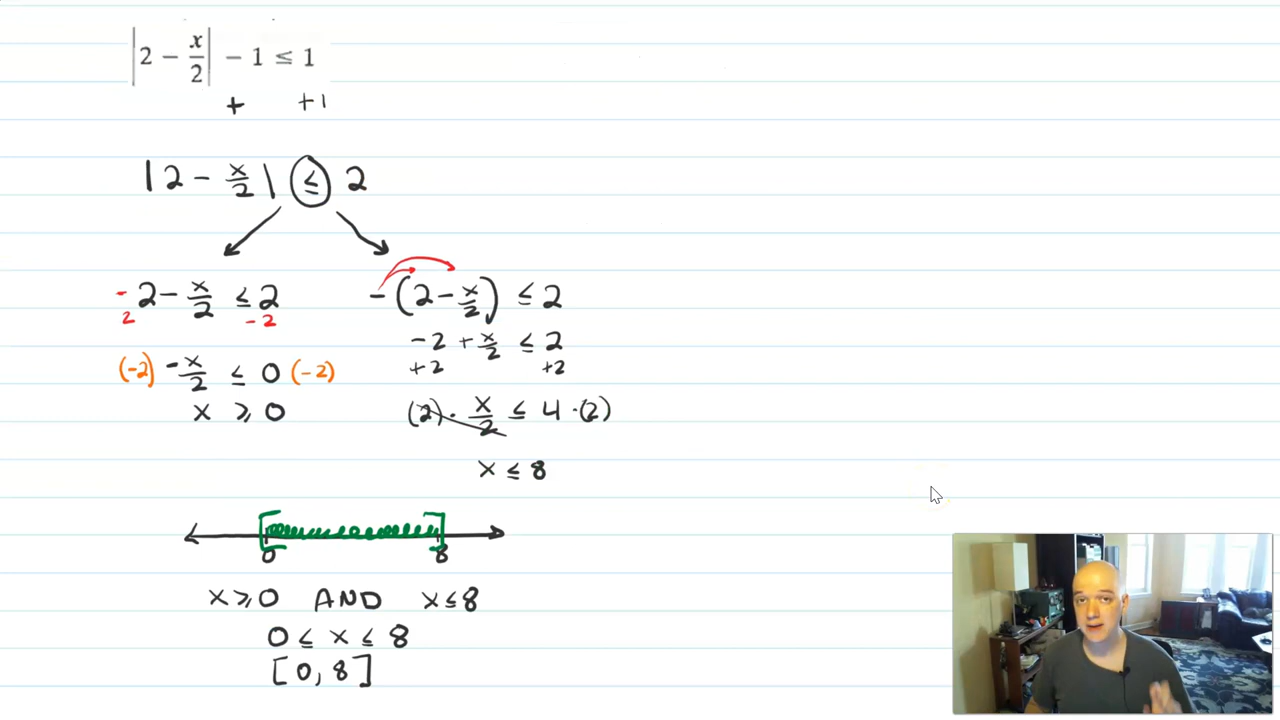 |2 − x/2| − 1 ≤ 1
+ +1
|2 − x/2| ≤ 2
2 − x/2 ≤ 2
-2 -2
(-2) -x/2 ≤ 0 (-2)
x ≥ 0
-(2 − x/2) ≤ 2
-2 + x/2 ≤ 2
+2 +2
(2)· x/2 ≤ 4 ·(2)
x ≤ 8
0 8
x ≥ 0 AND x ≤ 8
0 ≤ x ≤ 8
[0, 8]